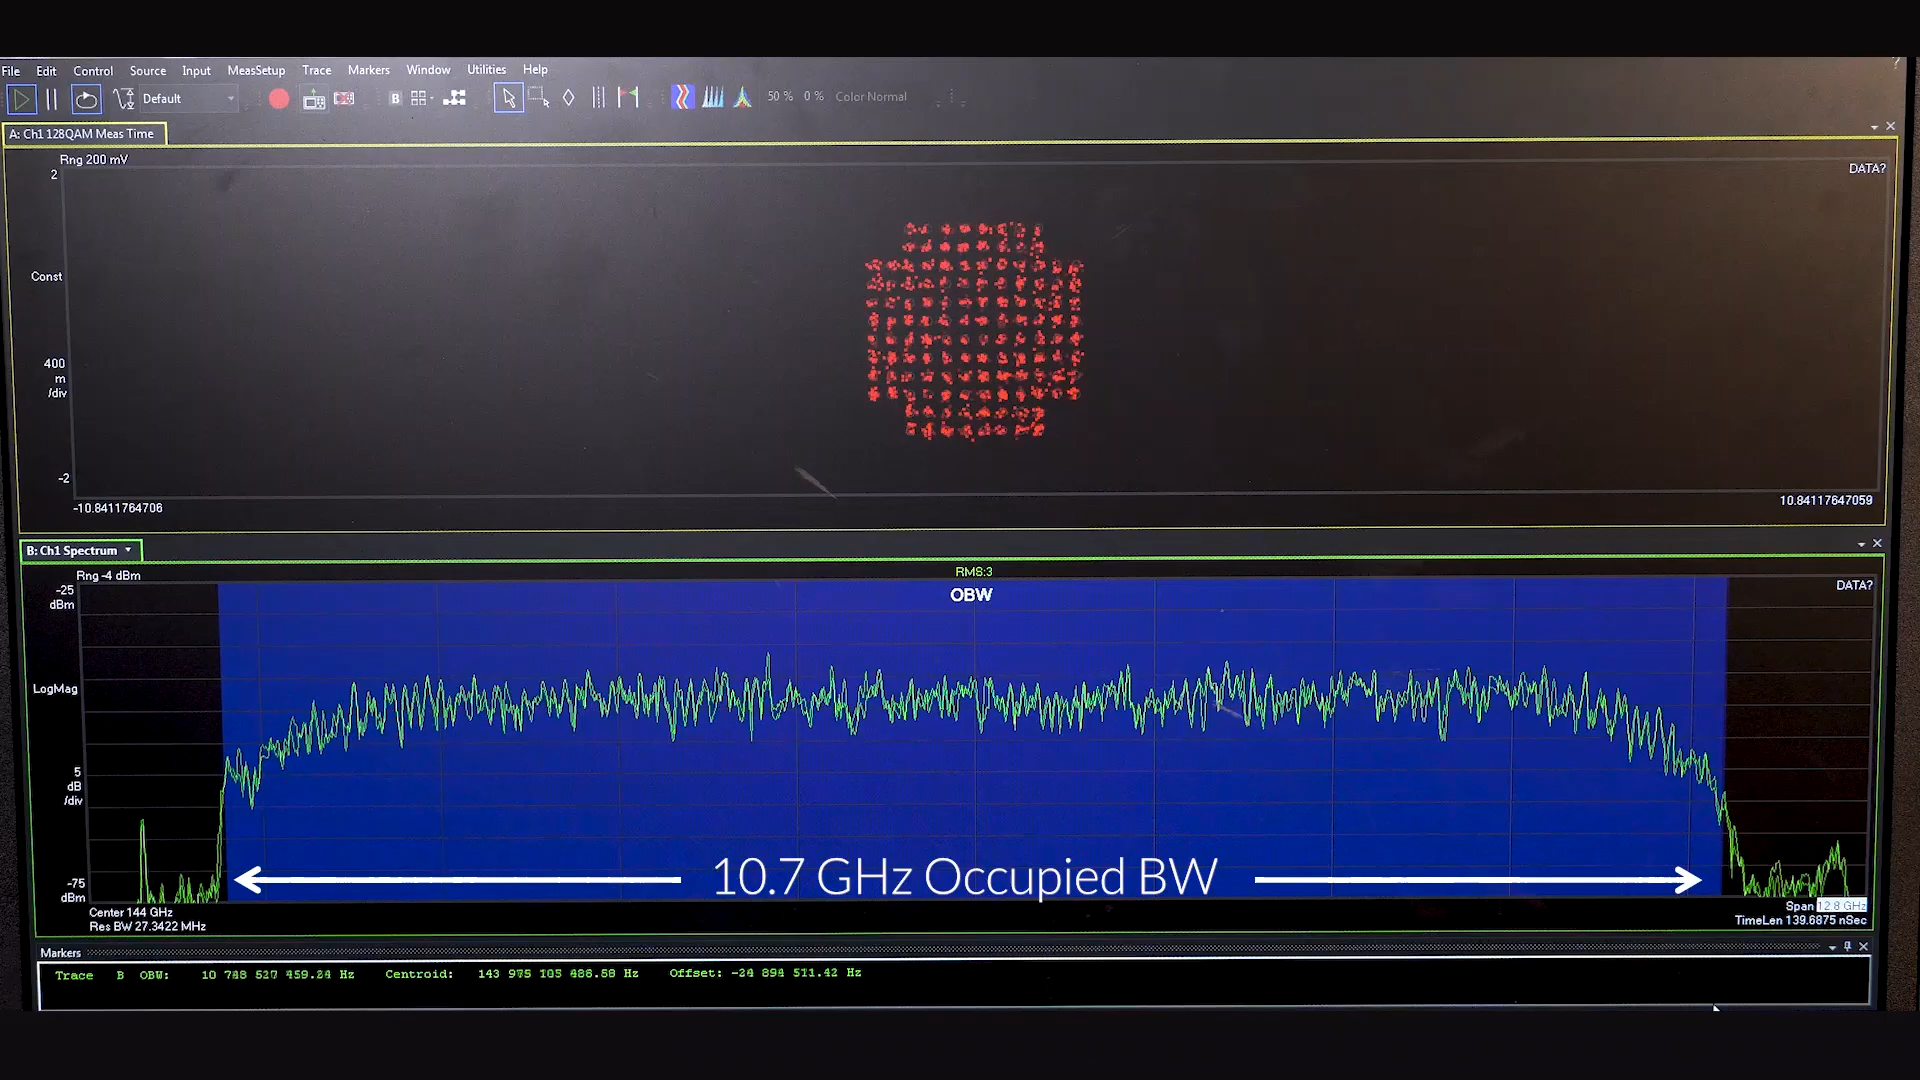 File Edit Control Source Input MeasSetup Trace Markers Window Utilities Help
Default B 50 % 0 % Color Normal
A: Ch1 128QAM Meas Time
Rng 200 mV
DATA?
2
Const
400
m
/div
-2
-10.8411764706
10.84117647059
B: Ch1 Spectrum
Rng -4 dBm
RMS:3
DATA?
-25
dBm
OBW
LogMag
5
dB
/div
10.7 GHz Occupied BW
-75
dBm
Center 144 GHz
Span 12.8 GHz
Res BW 27.3422 MHz
TimeLen 139.6875 nSec
Markers
Trace B OBW: 10 748 527 459.24 Hz Centroid: 143 975 105 488.58 Hz Offset: -24 894 511.42 Hz